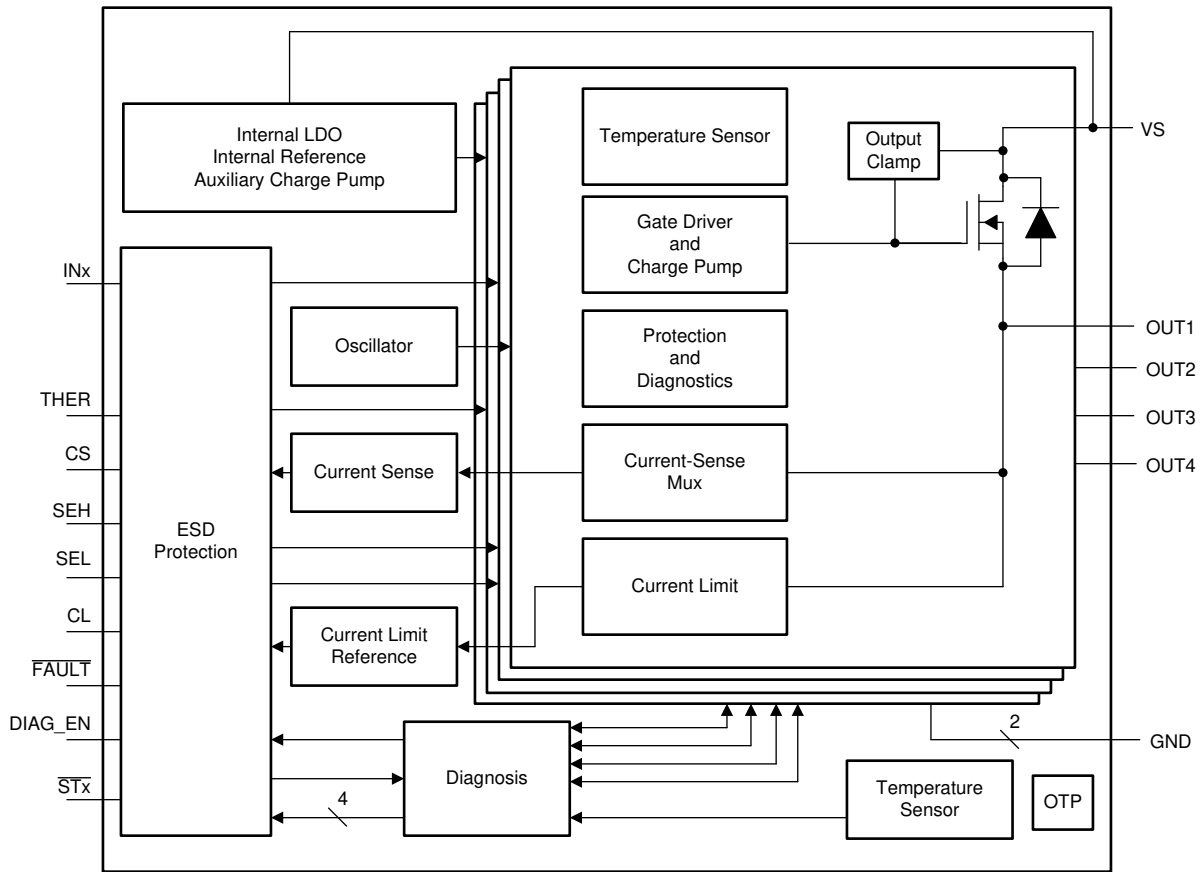 Internal LDO
Internal Reference
Auxiliary Charge Pump
Temperature Sensor
Output
Clamp
VS
Gate Driver
and
Charge Pump
INx
Oscillator
Protection
and
Diagnostics
OUT1
OUT2
OUT3
OUT4
THER
CS
SEH
SEL
CL
FAULT
DIAG_EN
STx
ESD
Protection
Current Sense
Current-Sense
Mux
Current Limit
Current Limit
Reference
Diagnosis
4
2
GND
Temperature
Sensor
OTP